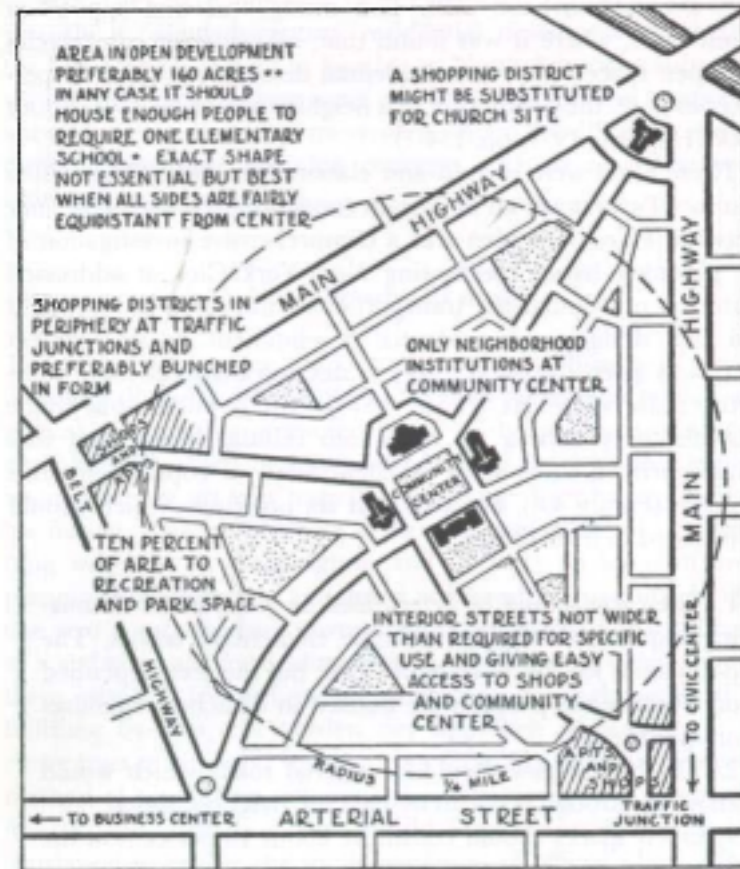 AREA IN OPEN DEVELOPMENT
PREFERABLY 160 ACRES **
IN ANY CASE IT SHOULD
HOUSE ENOUGH PEOPLE TO
REQUIRE ONE ELEMENTARY
SCHOOL * EXACT SHAPE
NOT ESSENTIAL BUT BEST
WHEN ALL SIDES ARE FAIRLY
EQUIDISTANT FROM CENTER
A SHOPPING DISTRICT
MIGHT BE SUBSTITUTED
FOR CHURCH SITE
MAIN HIGHWAY
MAIN HIGHWAY
SHOPPING DISTRICTS IN
PERIPHERY AT TRAFFIC
JUNCTIONS AND
PREFERABLY BUNCHED
IN FORM
ONLY NEIGHBORHOOD
INSTITUTIONS AT
COMMUNITY CENTER
SHOPS
AND
COMMUNITY
CENTER
TEN PERCENT
OF AREA TO
RECREATION
AND PARK SPACE
HIGHWAY
INTERIOR STREETS NOT WIDER
THAN REQUIRED FOR SPECIFIC
USE AND GIVING EASY
ACCESS TO SHOPS
AND COMMUNITY
CENTER
RADIUS ¼ MILE
APTS
AND
SHOPS
TO CIVIC CENTER
TRAFFIC
JUNCTION
TO BUSINESS CENTER
ARTERIAL STREET